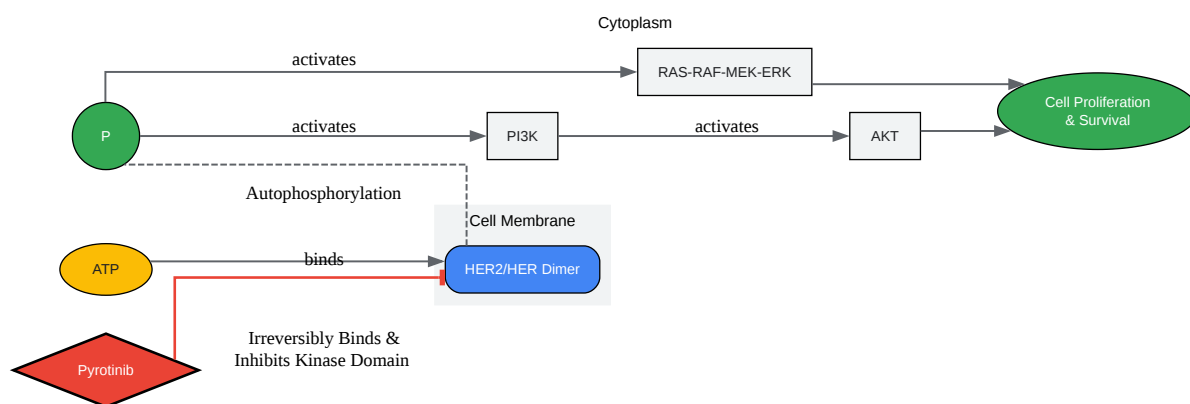 Cytoplasm
activates
RAS-RAF-MEK-ERK
Cell Proliferation
& Survival
P
activates
PI3K
activates
AKT
Autophosphorylation
Cell Membrane
ATP
binds
HER2/HER Dimer
Irreversibly Binds &
Inhibits Kinase Domain
Pyrotinib